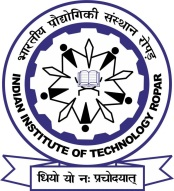 भारतीय प्रौद्योगिकी संस्थान रोपड़
INDIAN INSTITUTE OF TECHNOLOGY ROPAR
धियो यो नः प्रचोदयात्